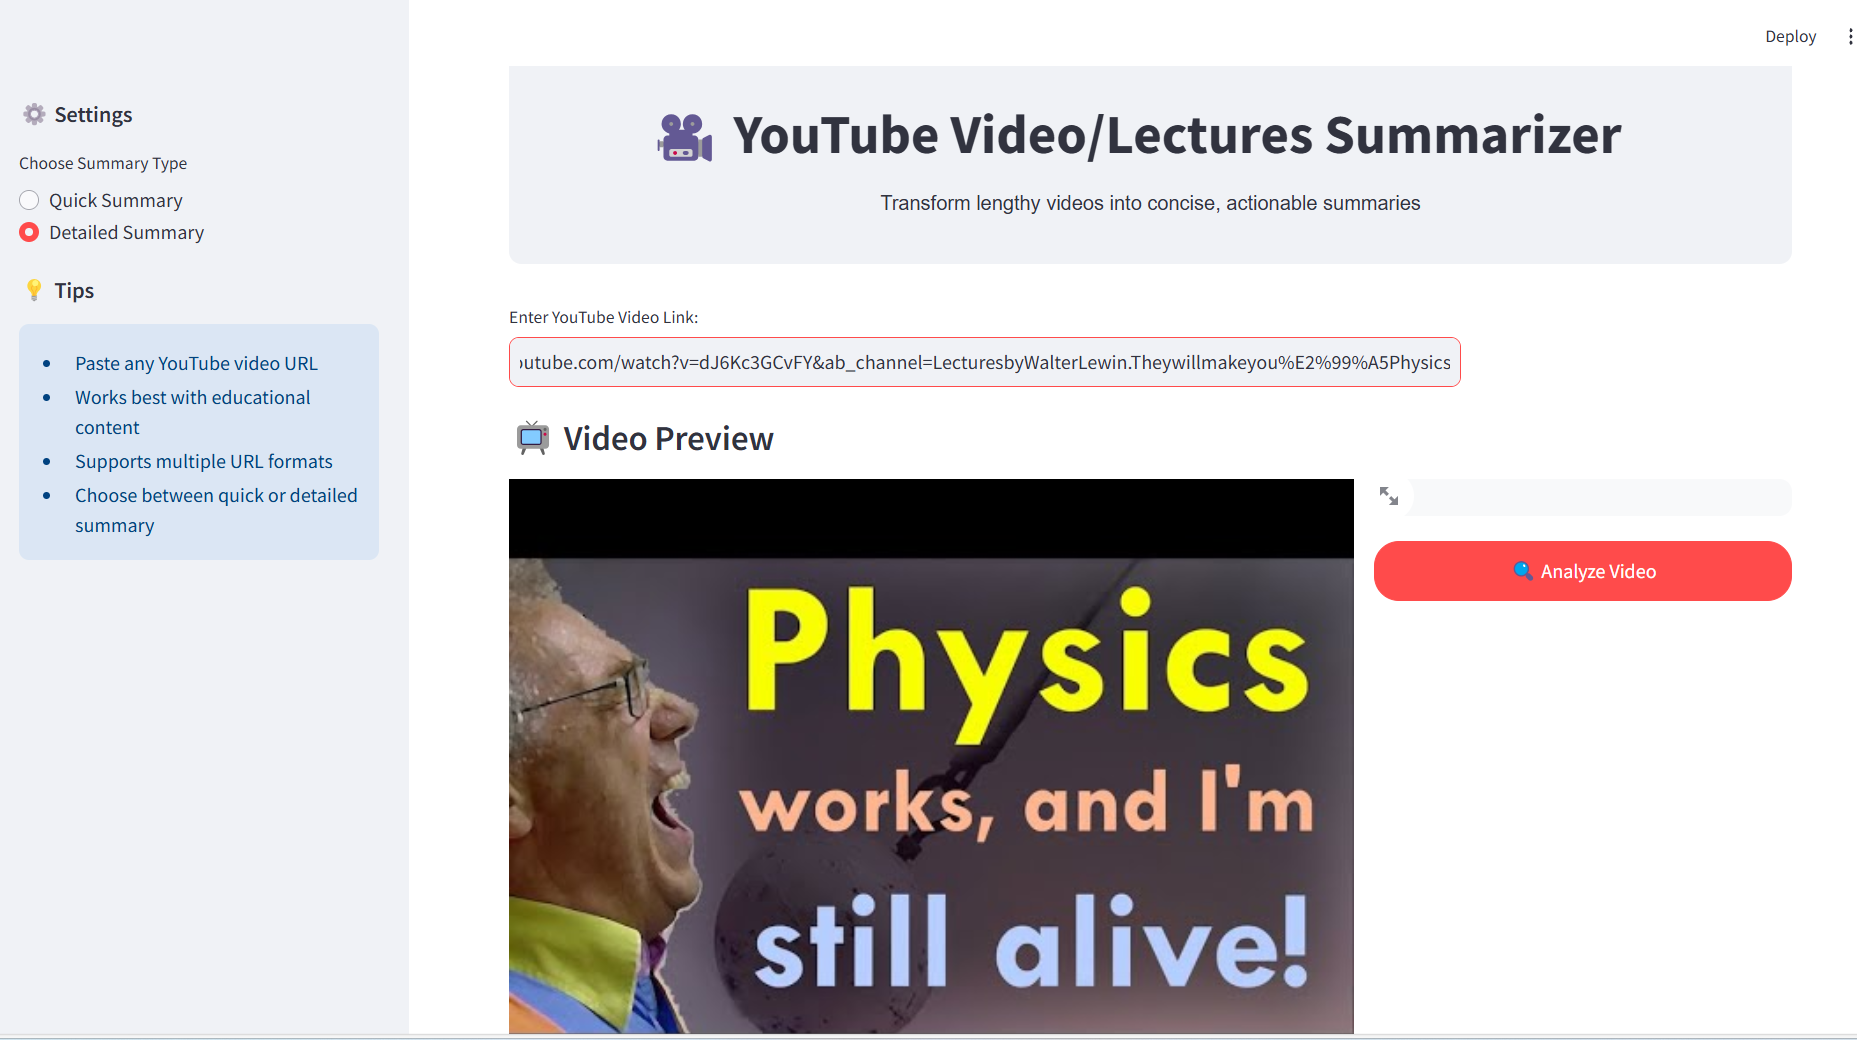 Deploy
Settings
Choose Summary Type
Quick Summary
Detailed Summary
Tips
Paste any YouTube video URL
Works best with educational
content
Supports multiple URL formats
Choose between quick or detailed
summary
YouTube Video/Lectures Summarizer
Transform lengthy videos into concise, actionable summaries
Enter YouTube Video Link:
outube.com/watch?v=dJ6Kc3GCvFY&ab_channel=LecturesbyWalterLewin.Theywillmakeyou%E2%99%A5Physics
Video Preview
Analyze Video
Physics
works, and I'm
still alive!